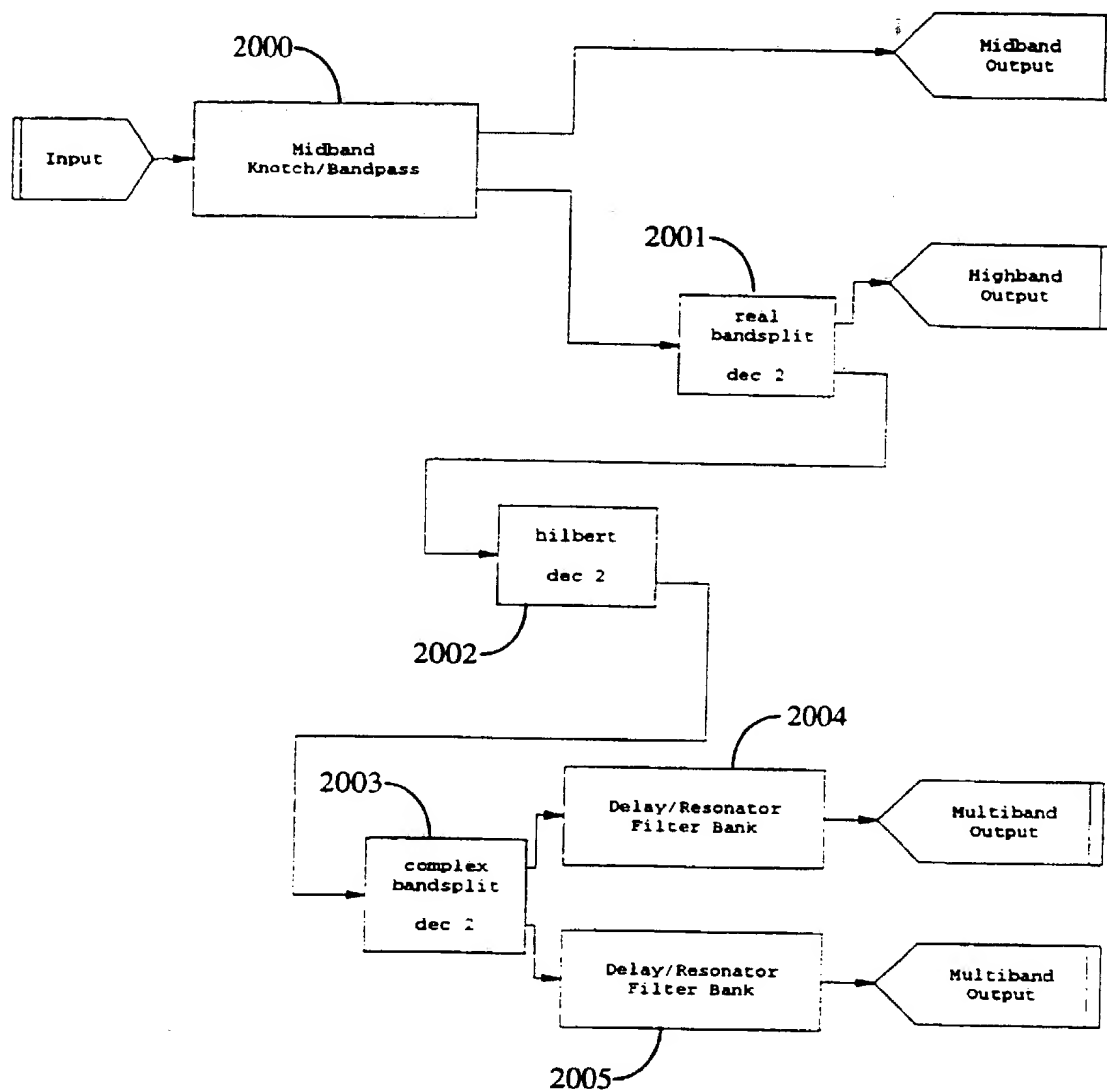 2000
Midband
Output
Input
Midband
Knotch/Bandpass
2001
Highband
Output
real
bandsplit
dec 2
hilbert
dec 2
2002
2004
2003
Delay/Resonator
Filter Bank
Multiband
Output
complex
bandsplit
dec 2
Delay/Resonator
Filter Bank
Multiband
Output
2005